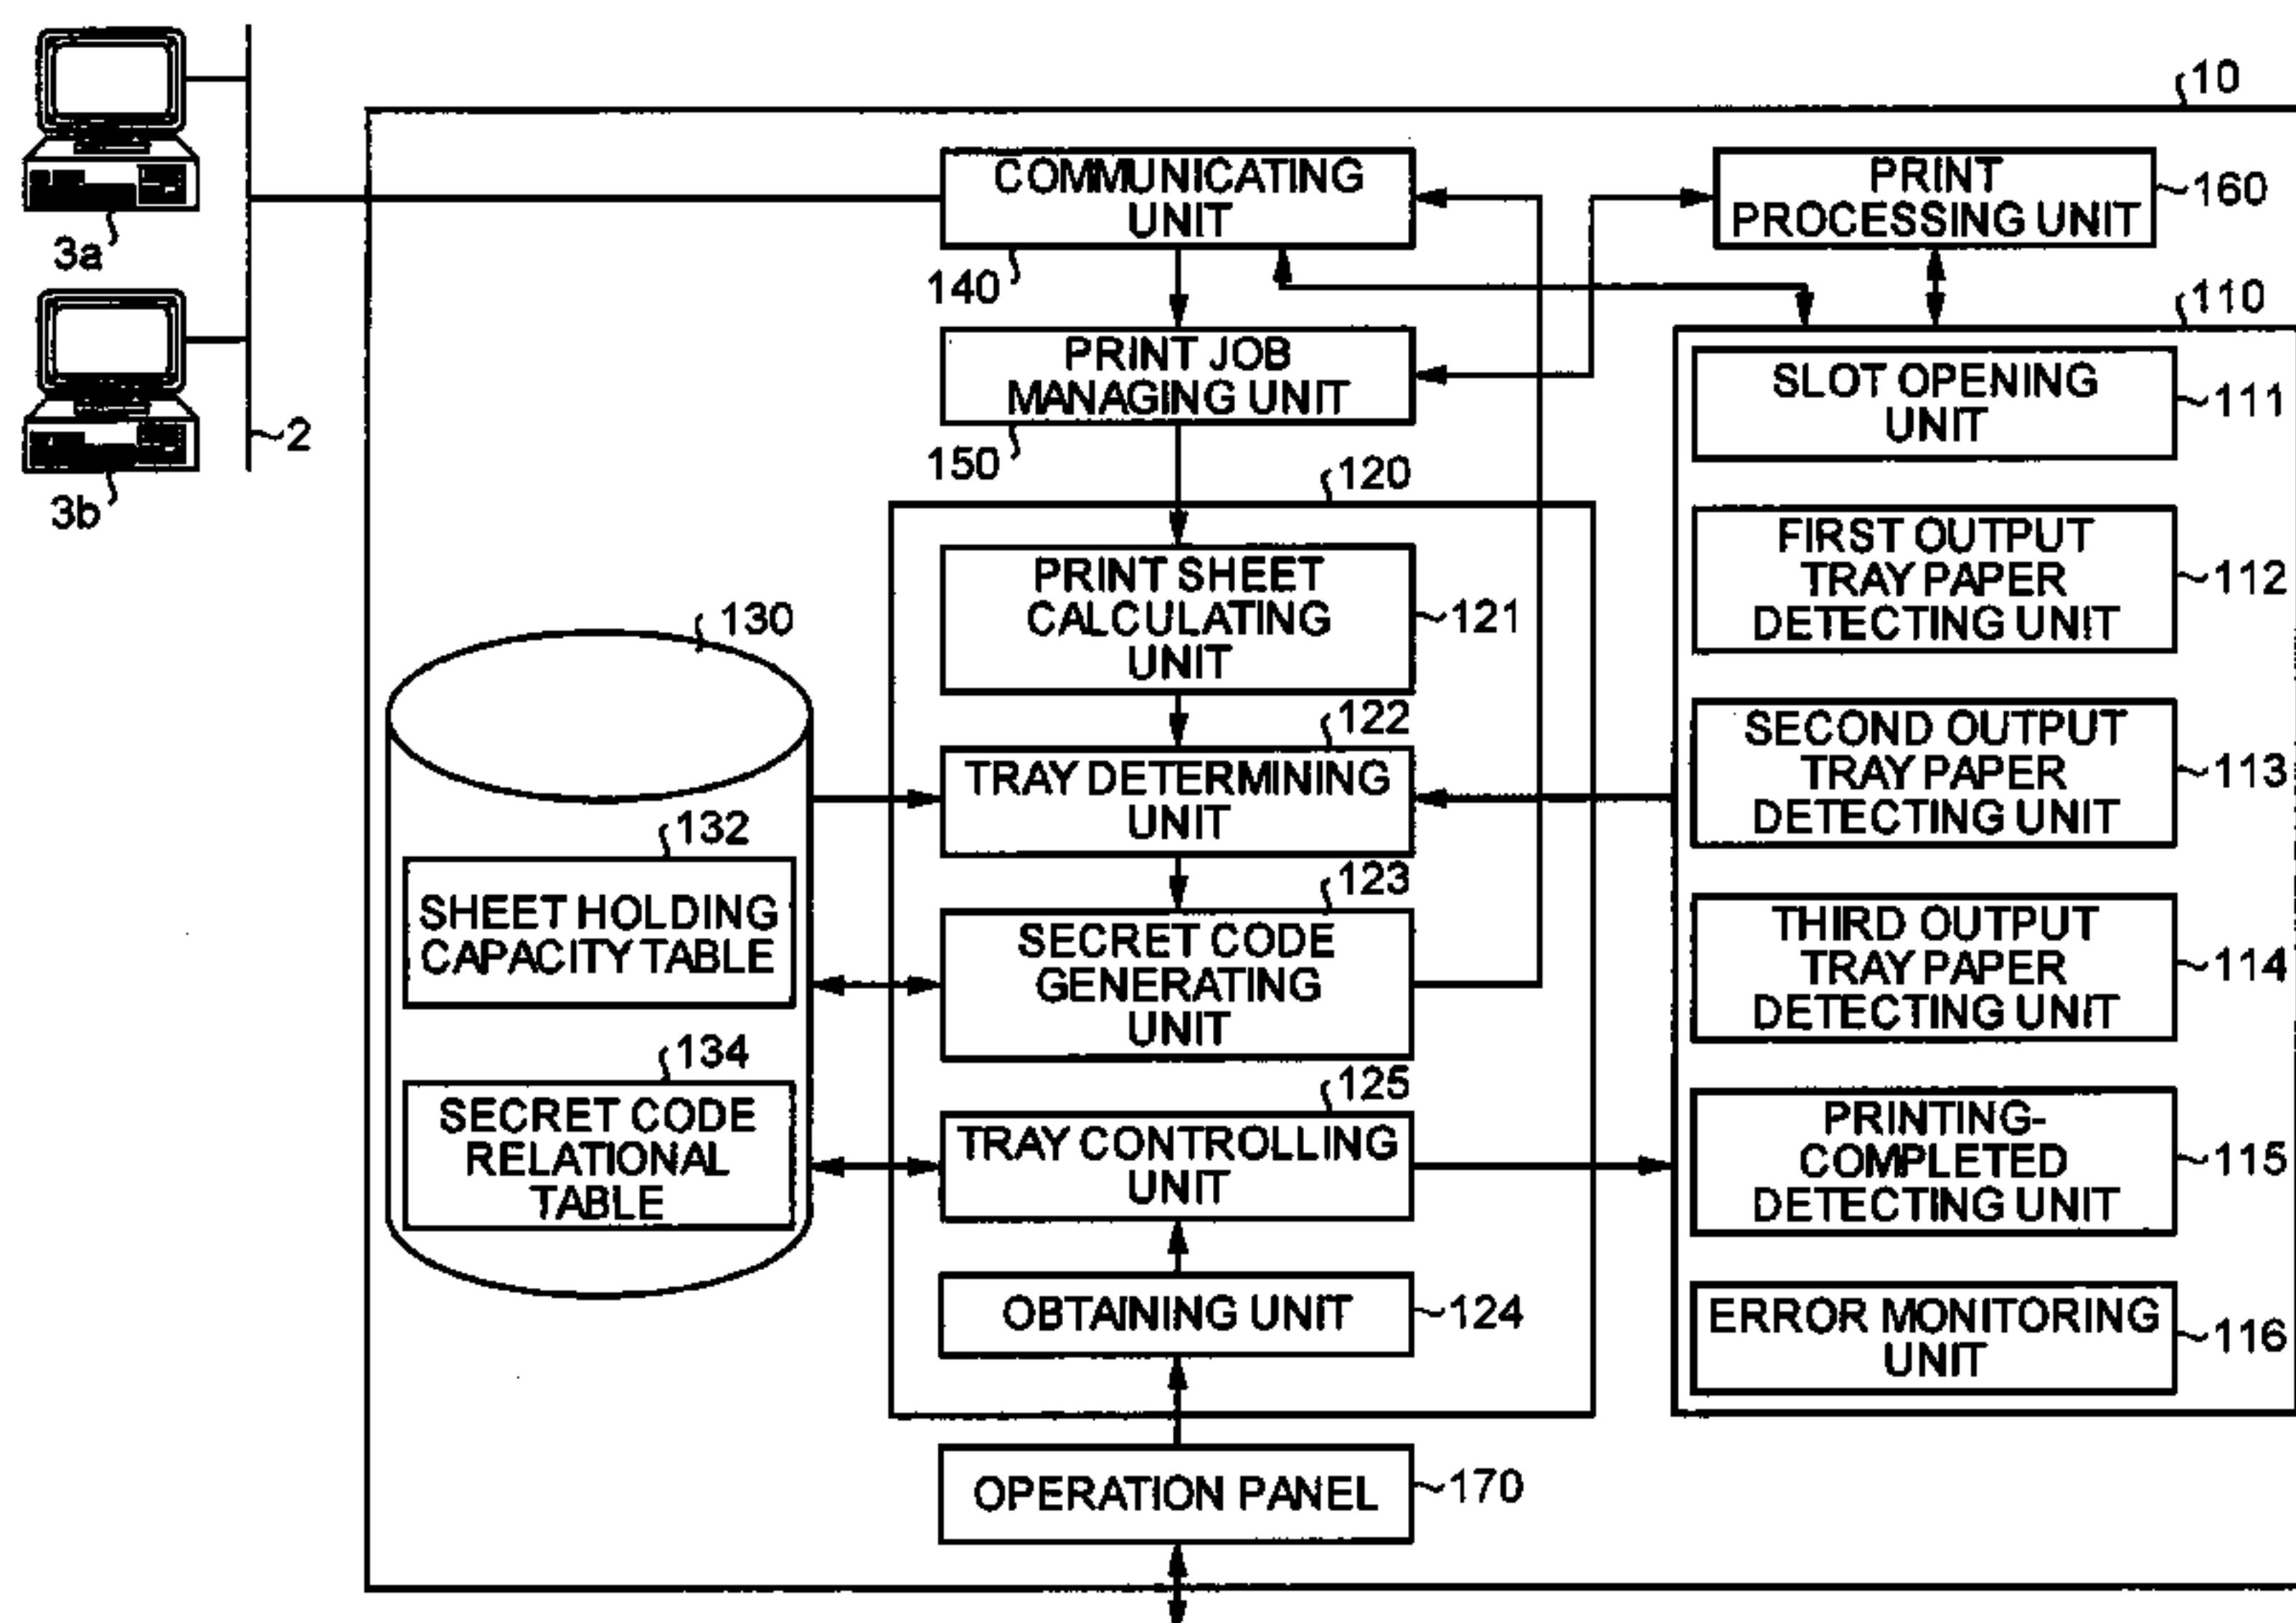 10
COMMUNICATING
UNIT
140
PRINT
PROCESSING UNIT
160
3a
3b
2
PRINT JOB
MANAGING UNIT
150
110
SLOT OPENING
UNIT
111
FIRST OUTPUT
TRAY PAPER
DETECTING UNIT
112
SECOND OUTPUT
TRAY PAPER
DETECTING UNIT
113
THIRD OUTPUT
TRAY PAPER
DETECTING UNIT
114
PRINTING-
COMPLETED
DETECTING UNIT
115
ERROR MONITORING
UNIT
116
120
PRINT SHEET
CALCULATING
UNIT
121
122
TRAY DETERMINING
UNIT
123
SECRET CODE
GENERATING
UNIT
125
TRAY CONTROLLING
UNIT
OBTAINING UNIT
124
130
132
SHEET HOLDING
CAPACITY TABLE
134
SECRET CODE
RELATIONAL
TABLE
OPERATION PANEL
170